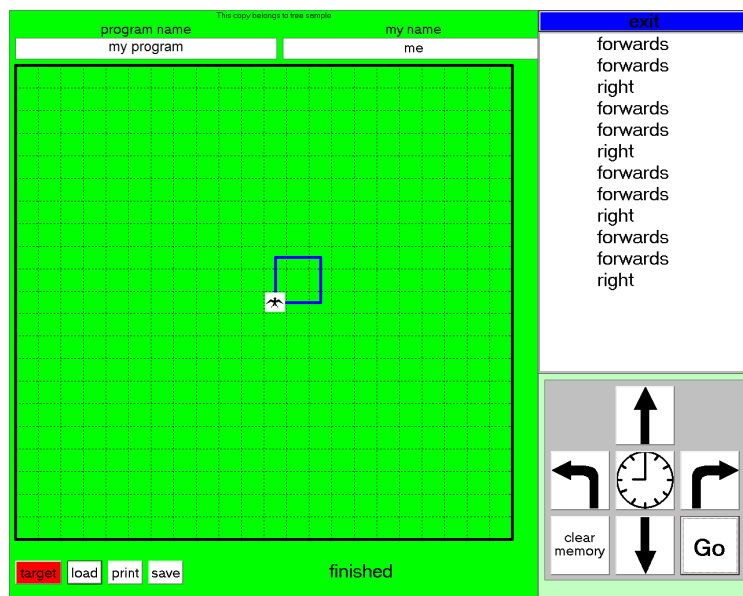 This copy belongs to free sample
program name
my name
my program
me
exit
forwards
forwards
right
forwards
forwards
right
forwards
forwards
right
forwards
forwards
right
clear
memory
Go
target
load
print
save
finished